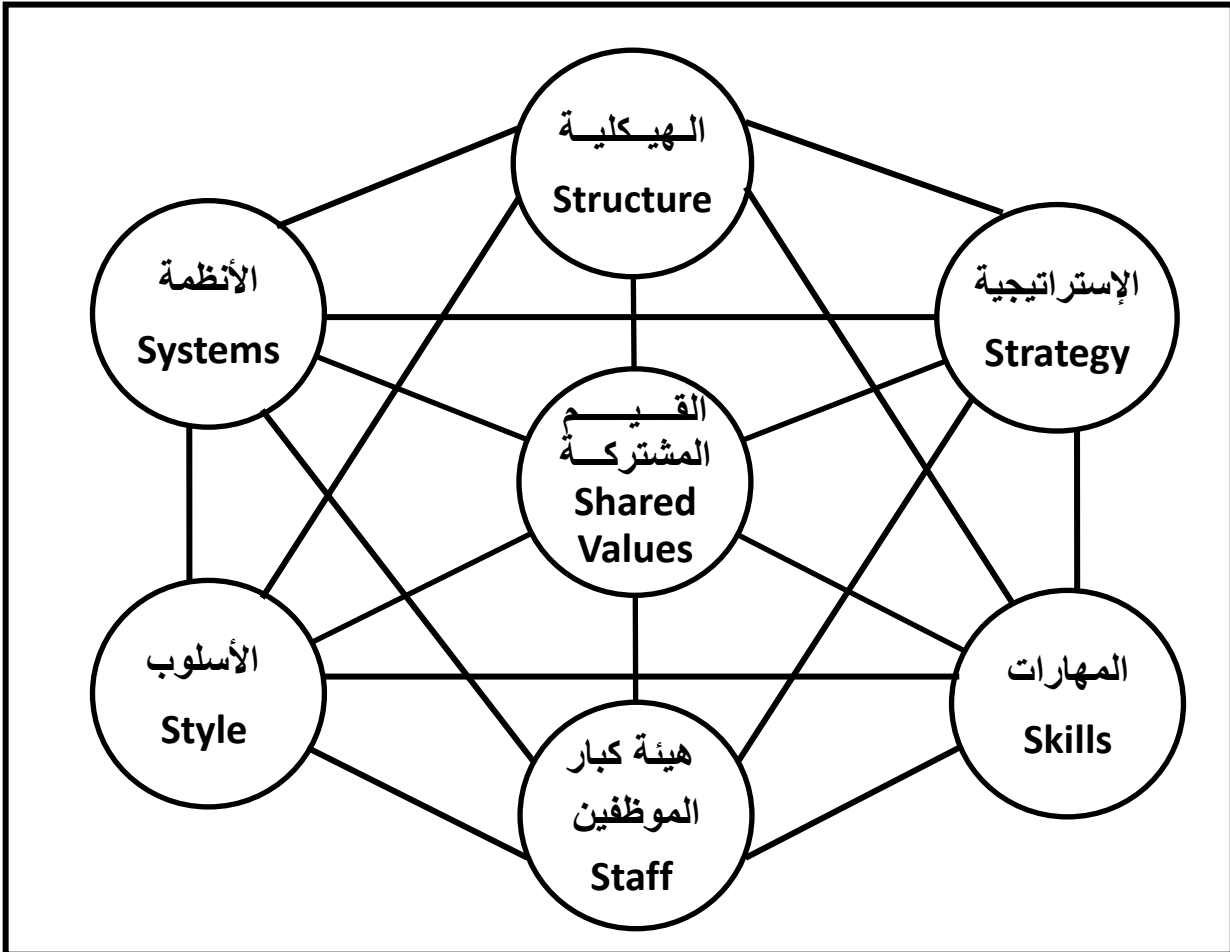 الهيكلية
Structure
الأنظمة
Systems
الإستراتيجية
Strategy
القيم
المشتركة
Shared
Values
الأسلوب
Style
المهارات
Skills
هيئة كبار
الموظفين
Staff